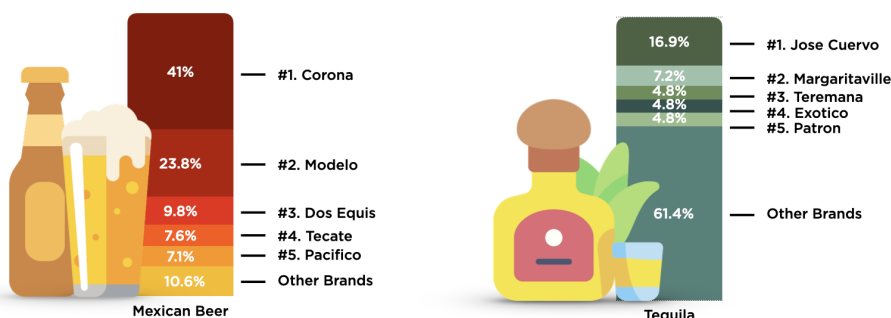 41%
#1. Corona
23.8%
#2. Modelo
9.8%
#3. Dos Equis
7.6%
#4. Tecate
7.1%
#5. Pacifico
10.6%
Other Brands
Mexican Beer
16.9%
#1. Jose Cuervo
7.2%
#2. Margaritaville
4.8%
#3. Teremana
4.8%
#4. Exotico
4.8%
#5. Patron
61.4%
Other Brands
Tequila